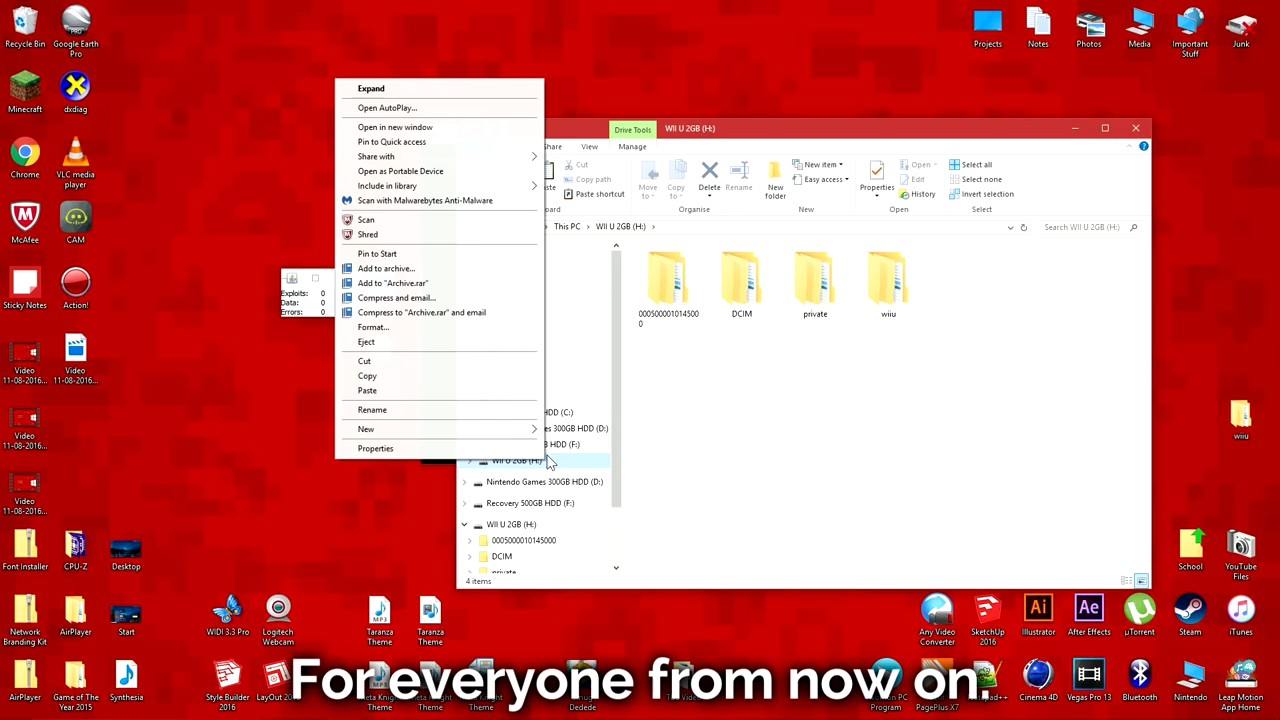 Recycle Bin
Google Earth
Pro
Minecraft
dxdiag
Chrome
VLC media
player
McAfee
CAM
Sticky Notes
Action!
Video
11-08-2016...
Video
11-08-2016...
Video
11-08-2016...
Video
11-08-2016...
Font Installer
CPU-Z
Desktop
Network
Branding Kit
AirPlayer
Start
AirPlayer
Game of The
Year 2015
Synthesia
WIDI 3.3 Pro
Logitech
Webcam
Style Builder
2016
Taranza
Theme
Taranza
Theme
Exploits: 0
Data: 0
Errors: 0
Expand
Open AutoPlay...
Open in new window
Pin to Quick access
Share with
Open as Portable Device
Include in library
Scan with Malwarebytes Anti-Malware
Scan
Shred
Pin to Start
Add to archive...
Add to "Archive.rar"
Compress and email...
Compress to "Archive.rar" and email
Format...
Eject
Cut
Copy
Paste
Rename
New
Properties
Drive Tools
WII U 2GB (H:)
View
Manage
Cut
Copy path
Paste shortcut
Move
to
Copy
to
Delete
Rename
New
folder
New item
Easy access
Properties
Open
Edit
History
Select all
Select none
Invert selection
Organise
New
Open
Select
This PC
WII U 2GB (H:)
Search WII U 2GB (H:)
000500001014500
0
DCIM
private
wiiu
WII U 2GB (H:)
Nintendo Games 300GB HDD (D:)
Recovery 500GB HDD (F:)
WII U 2GB (H:)
0005000010145000
DCIM
private
4 items
Projects
Notes
Photos
Media
Important
Stuff
Junk
wiiu
School
YouTube
Files
Any Video
Converter
SketchUp
2016
Illustrator
After Effects
µTorrent
Steam
iTunes
PagePlus X7
Cinema 4D
Vegas Pro 13
Bluetooth
Nintendo
Leap Motion
App Home
For everyone from now on.